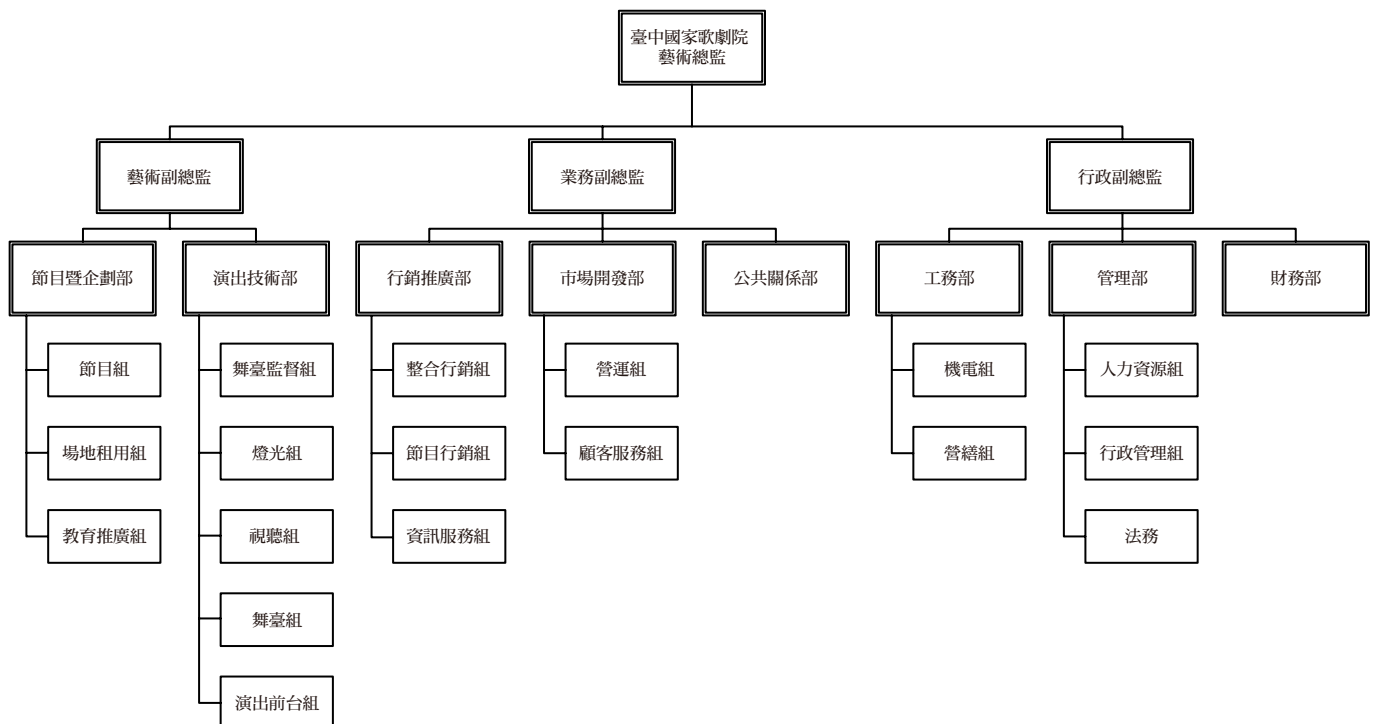 臺中國家歌劇院
藝術總監
藝術副總監
業務副總監
行政副總監
節目暨企劃部
演出技術部
行銷推廣部
市場開發部
公共關係部
工務部
管理部
財務部
節目組
舞臺監督組
整合行銷組
營運組
機電組
人力資源組
場地租用組
燈光組
節目行銷組
顧客服務組
營繕組
行政管理組
教育推廣組
視聽組
資訊服務組
法務
舞臺組
演出前台組